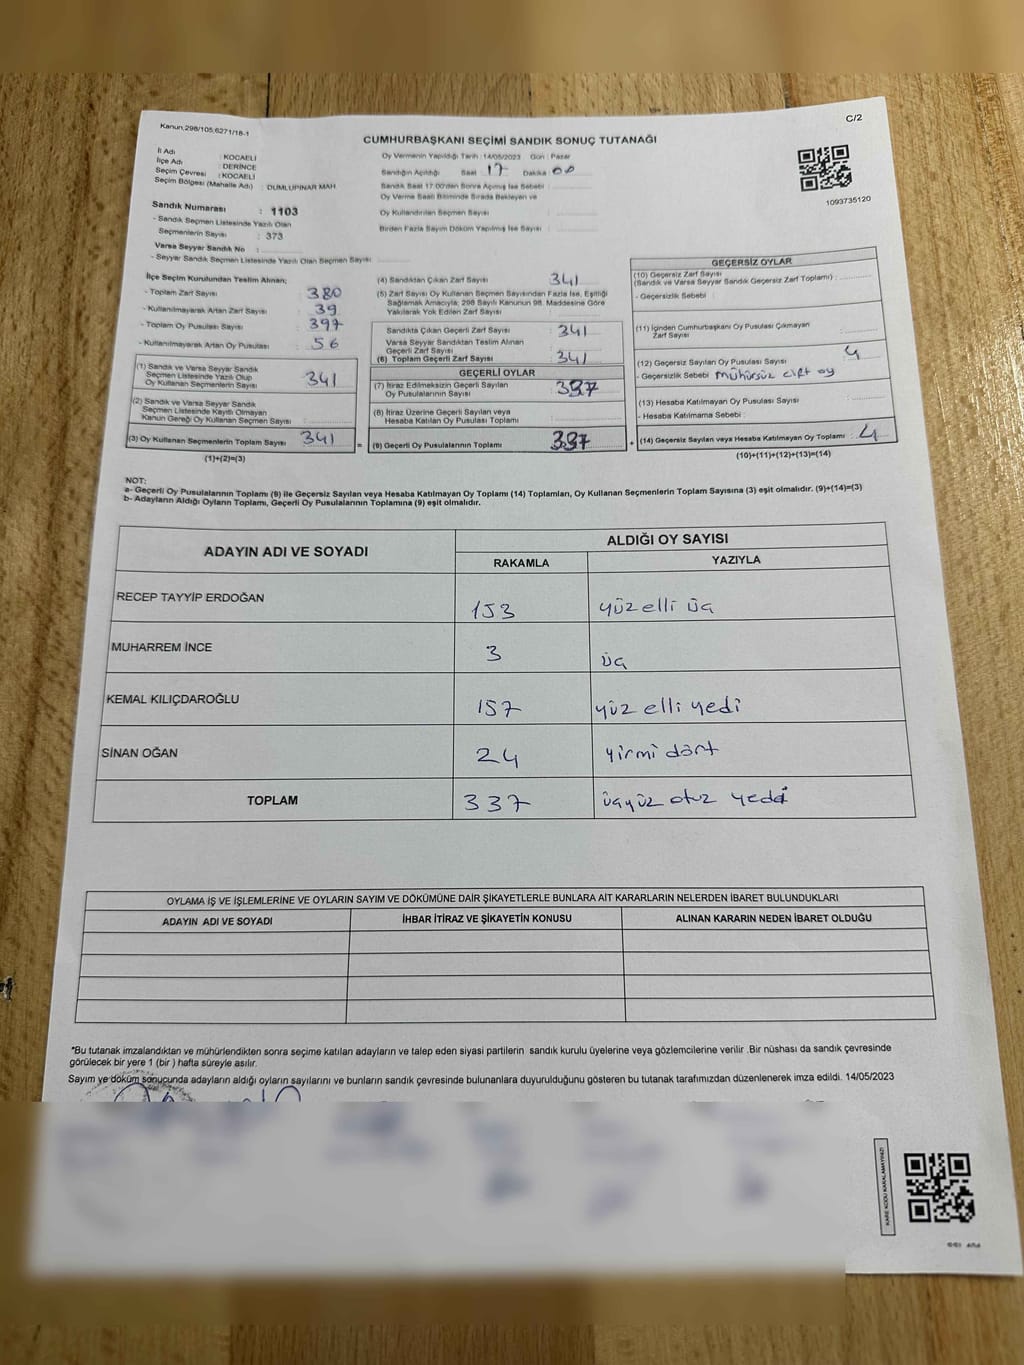 Kanun;298/105;6271/18-1
C/2
CUMHURBAŞKANI SEÇİMİ SANDIK SONUÇ TUTANAĞI
İl Adı : KOCAELİ
İlçe Adı : DERİNCE
Seçim Çevresi : KOCAELİ
Seçim Bölgesi (Mahalle Adı) : DUMLUPINAR MAH
Sandık Numarası : 1103
- Sandık Seçmen Listesinde Yazılı Olan
Seçmenlerin Sayısı : 373
Varsa Seyyar Sandık No :
- Seyyar Sandık Seçmen Listesinde Yazılı Olan Seçmen Sayısı :
Oy Vermenin Yapıldığı Tarih : 14/05/2023 Gün : Pazar
Sandığın Açıldığı Saat : 17 Dakika : 00
Sandık Saat 17:00'den Sonra Açılmış İse Sebebi :
Oy Verme Saati Bitiminde Sırada Bekleyen ve
Oy Kullandırılan Seçmen Sayısı :
Birden Fazla Sayım Döküm Yapılmış İse Sayısı :
1093735120
İlçe Seçim Kurulundan Teslim Alınan;
- Toplam Zarf Sayısı : 380
- Kullanılmayarak Artan Zarf Sayısı : 39
- Toplam Oy Pusulası Sayısı : 397
- Kullanılmayarak Artan Oy Pusulası : 56
(1) Sandık ve Varsa Seyyar Sandık
Seçmen Listesinde Yazılı Olup
Oy Kullanan Seçmenlerin Sayısı : 341
(2) Sandık ve Varsa Seyyar Sandık
Seçmen Listesinde Kayıtlı Olmayan
Kanun Gereği Oy Kullanan Seçmen Sayısı :
(3) Oy Kullanan Seçmenlerin Toplam Sayısı : 341
(1)+(2)=(3)
(4) Sandıktan Çıkan Zarf Sayısı : 341
(5) Zarf Sayısı Oy Kullanan Seçmen Sayısından Fazla İse, Eşitliği
Sağlamak Amacıyla; 298 Sayılı Kanunun 98. Maddesine Göre
Yakılarak Yok Edilen Zarf Sayısı :
Sandıkta Çıkan Geçerli Zarf Sayısı : 341
Varsa Seyyar Sandıktan Teslim Alınan
Geçerli Zarf Sayısı :
(6) Toplam Geçerli Zarf Sayısı : 341
GEÇERLİ OYLAR
(7) İtiraz Edilmeksizin Geçerli Sayılan
Oy Pusulalarının Sayısı : 337
(8) İtiraz Üzerine Geçerli Sayılan veya
Hesaba Katılan Oy Pusulası Toplamı :
=
(9) Geçerli Oy Pusulalarının Toplamı : 337
GEÇERSİZ OYLAR
(10) Geçersiz Zarf Sayısı
(Sandık ve Varsa Seyyar Sandık Geçersiz Zarf Toplamı) :
- Geçersizlik Sebebi :
(11) İçinden Cumhurbaşkanı Oy Pusulası Çıkmayan
Zarf Sayısı :
(12) Geçersiz Sayılan Oy Pusulası Sayısı : 4
- Geçersizlik Sebebi : Mühürsüz çift oy
(13) Hesaba Katılmayan Oy Pusulası Sayısı :
- Hesaba Katılmama Sebebi :
+ (14) Geçersiz Sayılan veya Hesaba Katılmayan Oy Toplamı : 4
(10)+(11)+(12)+(13)=(14)
NOT:
a- Geçerli Oy Pusulalarının Toplamı (9) ile Geçersiz Sayılan veya Hesaba Katılmayan Oy Toplamı (14) Toplamları, Oy Kullanan Seçmenlerin Toplam Sayısına (3) eşit olmalıdır. (9)+(14)=(3)
b- Adayların Aldığı Oyların Toplamı, Geçerli Oy Pusulalarının Toplamına (9) eşit olmalıdır.
ADAYIN ADI VE SOYADI
ALDIĞI OY SAYISI
RAKAMLA YAZIYLA
RECEP TAYYİP ERDOĞAN 153 yüz elli üç
MUHARREM İNCE 3 üç
KEMAL KILIÇDAROĞLU 157 yüz elli yedi
SİNAN OĞAN 24 yirmi dört
TOPLAM 337 üçyüz otuz yedi
OYLAMA İŞ VE İŞLEMLERİNE VE OYLARIN SAYIM VE DÖKÜMÜNE DAİR ŞİKAYETLERLE BUNLARA AİT KARARLARIN NELERDEN İBARET BULUNDUKLARI
ADAYIN ADI VE SOYADI İHBAR İTİRAZ VE ŞİKAYETİN KONUSU ALINAN KARARIN NEDEN İBARET OLDUĞU
*Bu tutanak imzalandıktan ve mühürlendikten sonra seçime katılan adayların ve talep eden siyasi partilerin sandık kurulu üyelerine veya gözlemcilerine verilir .Bir nüshası da sandık çevresinde
görülecek bir yere 1 (bir ) hafta süreyle asılır.
Sayım ve döküm sonucunda adayların aldığı oyların sayılarını ve bunların sandık çevresinde bulunanlara duyurulduğunu gösteren bu tutanak tarafımızdan düzenlenerek imza edildi. 14/05/2023
KARE KODU KARALAMAYINIZ!